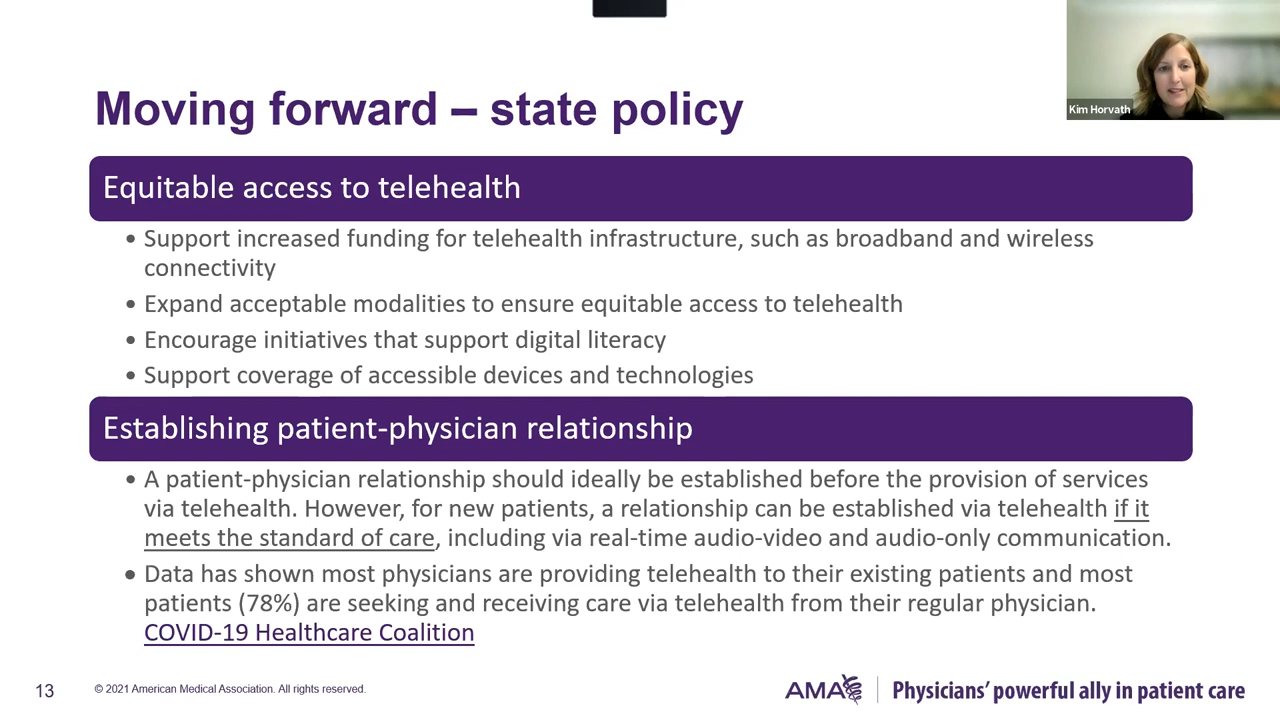 Kim Horvath
Moving forward – state policy
Equitable access to telehealth
• Support increased funding for telehealth infrastructure, such as broadband and wireless
connectivity
• Expand acceptable modalities to ensure equitable access to telehealth
• Encourage initiatives that support digital literacy
• Support coverage of accessible devices and technologies
Establishing patient-physician relationship
• A patient-physician relationship should ideally be established before the provision of services
via telehealth. However, for new patients, a relationship can be established via telehealth if it
meets the standard of care, including via real-time audio-video and audio-only communication.
• Data has shown most physicians are providing telehealth to their existing patients and most
patients (78%) are seeking and receiving care via telehealth from their regular physician.
COVID-19 Healthcare Coalition
13
© 2021 American Medical Association. All rights reserved.
AMA
Physicians’ powerful ally in patient care